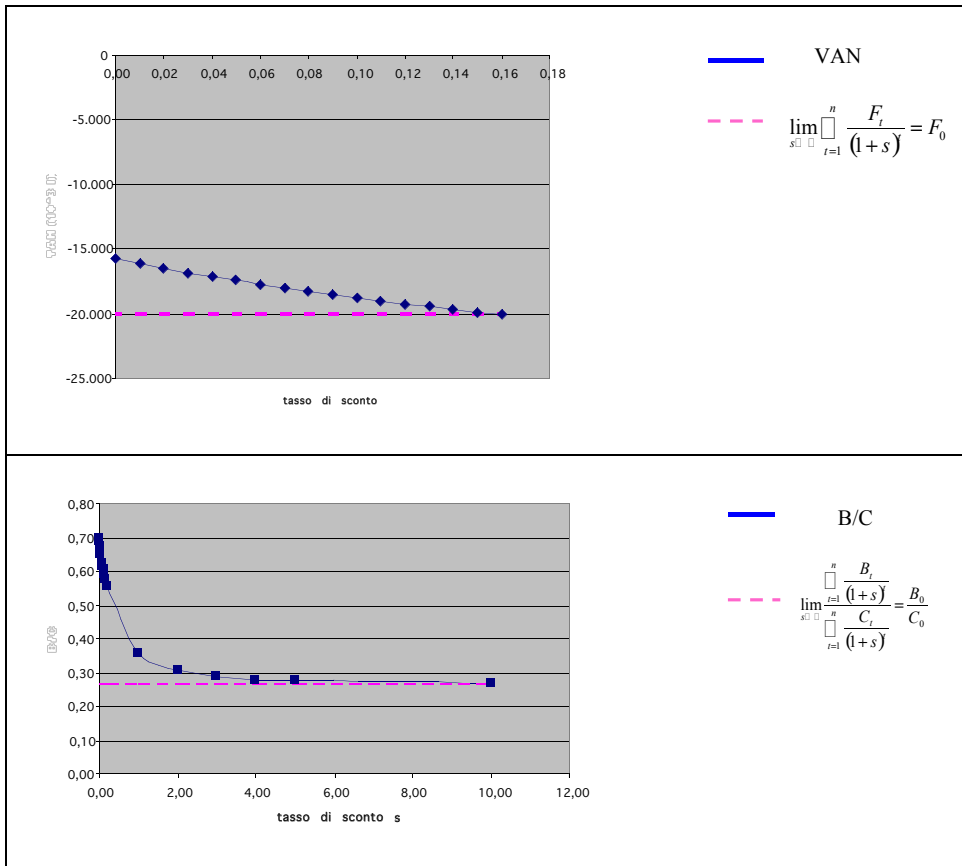 0
0,00 0,02 0,04 0,06 0,08 0,10 0,12 0,14 0,16 0,18
-5.000
-10.000
-15.000
-20.000
-25.000
tasso di sconto
VAN
lim s□ □ □ t=1 n F_t / (1+s)^t = F_0
0,80
0,70
0,60
0,50
0,40
0,30
0,20
0,10
0,00
B/C
0,00 2,00 4,00 6,00 8,00 10,00 12,00
tasso di sconto s
B/C
lim s□ □ □ t=1 n B_t / (1+s)^t / □ t=1 n C_t / (1+s)^t = B_0 / C_0